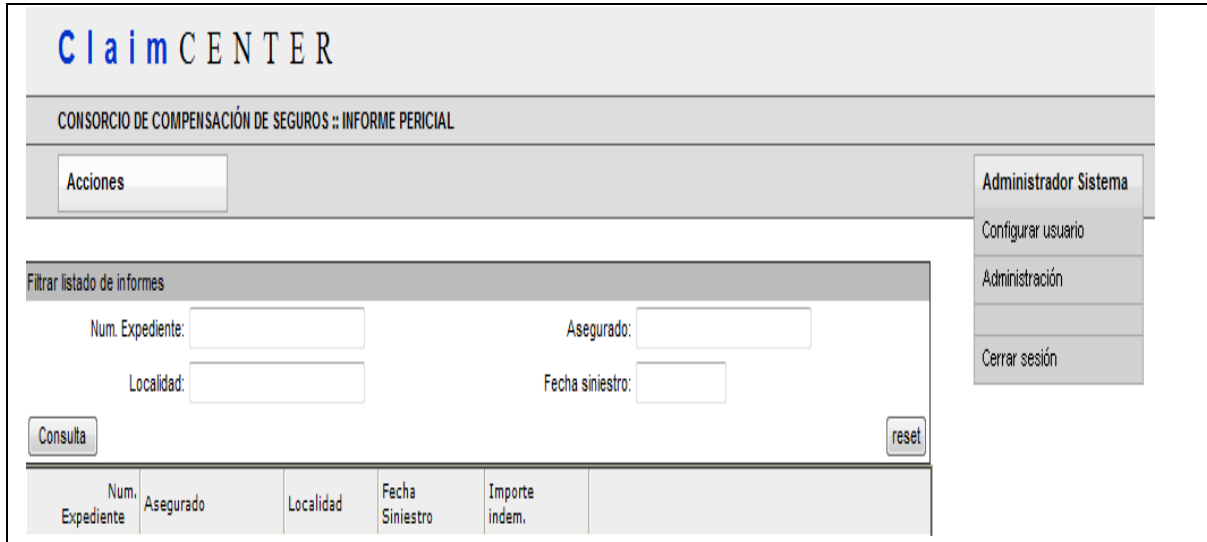 ClaimCENTER
CONSORCIO DE COMPENSACIÓN DE SEGUROS :: INFORME PERICIAL
Acciones
Administrador Sistema
Configurar usuario
Administración
Cerrar sesión
Filtrar listado de informes
Num. Expediente:
Asegurado:
Localidad:
Fecha siniestro:
Consulta
reset
Num. Expediente
Asegurado
Localidad
Fecha Siniestro
Importe indem.